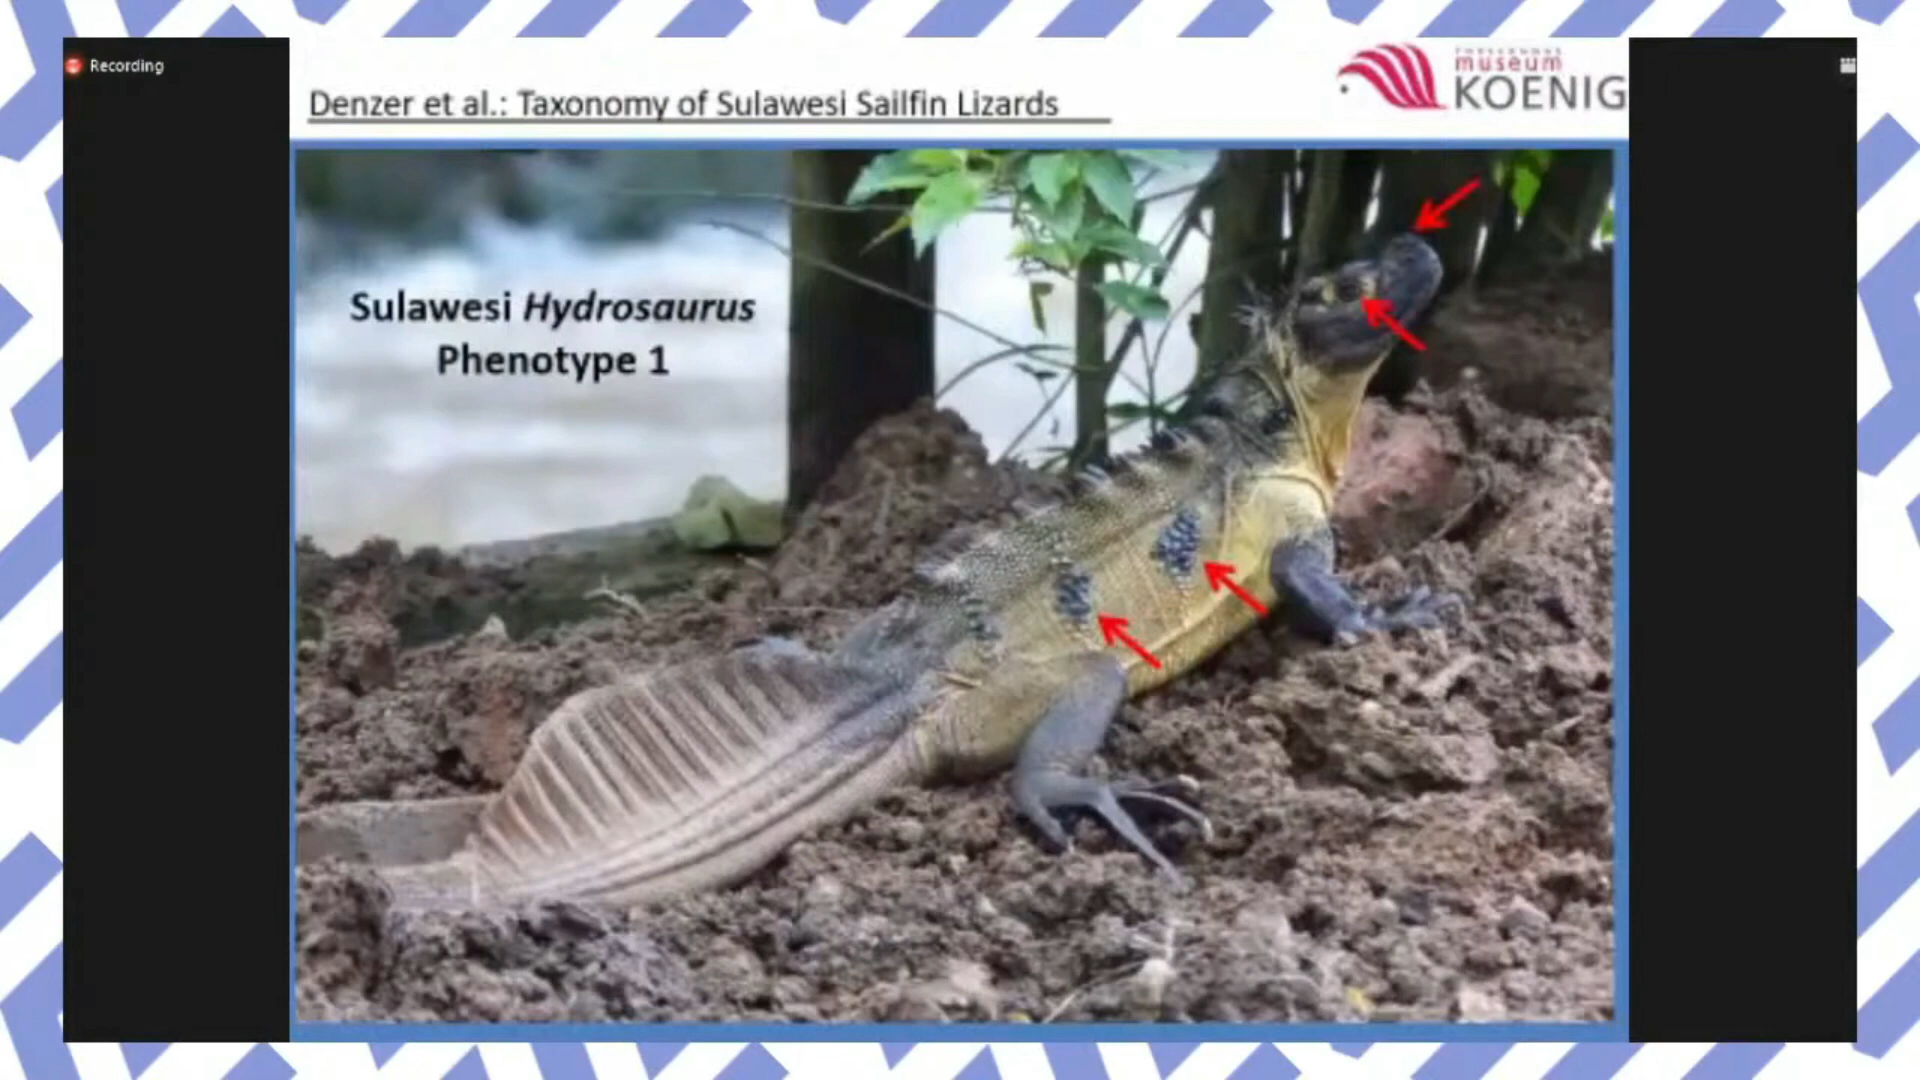 Recording
Denzer et al.: Taxonomy of Sulawesi Sailfin Lizards
museum
KOENIG
Sulawesi Hydrosaurus
Phenotype 1